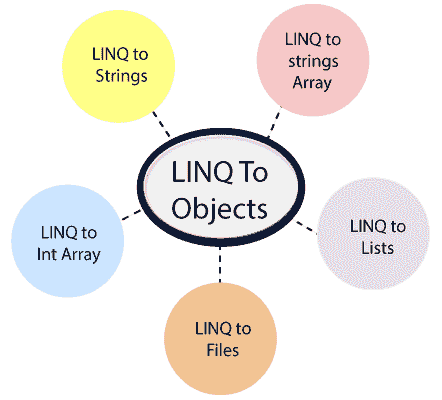 LINQ to
Strings
LINQ to
strings
Array
LINQ To
Objects
LINQ to
Int Array
LINQ to
Lists
LINQ to
Files